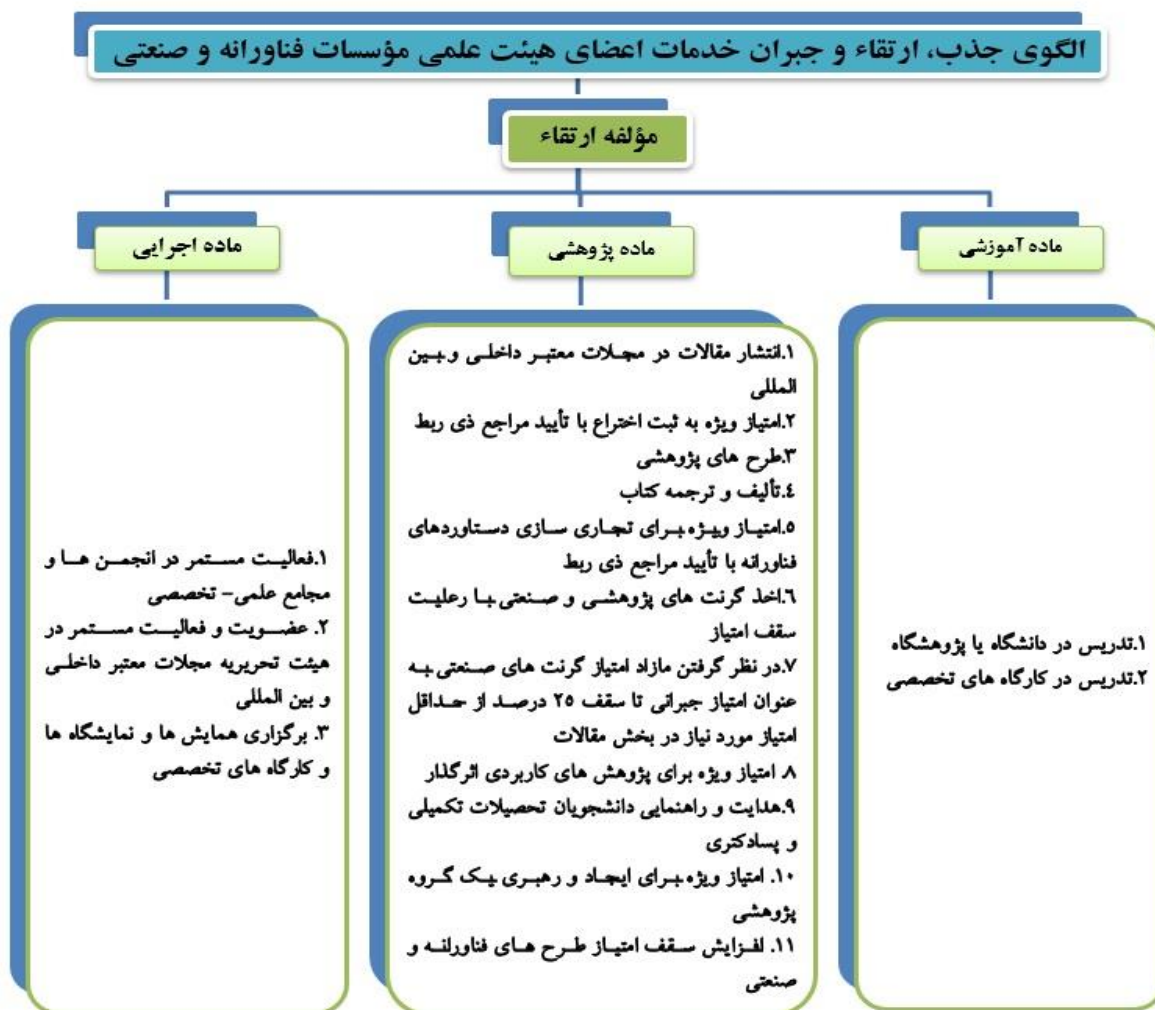 الگوی جذب، ارتقاء و جبران خدمات اعضای هیئت علمی مؤسسات فناورانه و صنعتی
مؤلفه ارتقاء
ماده آموزشی
۱.تدریس در دانشگاه یا پژوهشگاه
۲.تدریس در کارگاه های تخصصی
ماده پژوهشی
۱.انتشار مقالات در مجلات معتبر داخلی و بین
المللی
۲.امتیاز ویژه به ثبت اختراع با تأیید مراجع ذی ربط
۳.طرح های پژوهشی
٤.تألیف و ترجمه کتاب
٥.امتیاز ویژه برای تجاری سازی دستاوردهای
فناورانه با تأیید مراجع ذی ربط
٦.اخذ گرنت های پژوهشی و صنعتی با رعایت
سقف امتیاز
۷.در نظر گرفتن مازاد امتیاز گرنت های صنعتی به
عنوان امتیاز جبرانی تا سقف ۲٥ درصد از حداقل
امتیاز مورد نیاز در بخش مقالات
۸. امتیاز ویژه برای پژوهش های کاربردی اثرگذار
۹.هدایت و راهنمایی دانشجویان تحصیلات تکمیلی
و پسادکتری
۱۰. امتیاز ویژه برای ایجاد و رهبری یک گروه
پژوهشی
۱۱. افزایش سقف امتیاز طرح های فناورانه و
صنعتی
ماده اجرایی
۱.فعالیت مستمر در انجمن ها و
مجامع علمی- تخصصی
۲. عضویت و فعالیت مستمر در
هیئت تحریریه مجلات معتبر داخلی
و بین المللی
۳. برگزاری همایش ها و نمایشگاه ها
و کارگاه های تخصصی